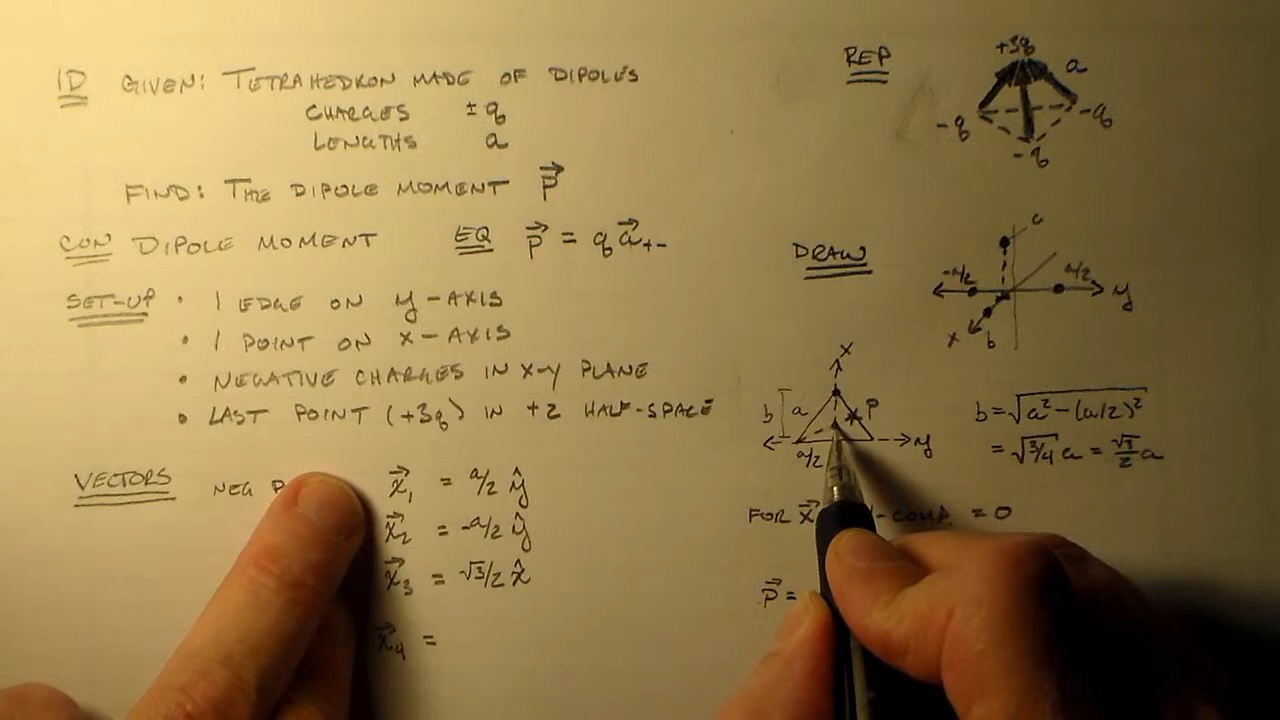 ID GIVEN: TETRAHEDRON MADE OF DIPOLES
CHARGES ±q
LENGTHS a
FIND: THE DIPOLE MOMENT p⃗
CON DIPOLE MOMENT EQ p⃗ = q a⃗+-
SET-UP • 1 EDGE ON y-AXIS
• 1 POINT ON X-AXIS
• NEGATIVE CHARGES IN X-y PLANE
• LAST POINT (+3q) IN +z HALF-SPACE
VECTORS NEG x⃗₁ = a/2 ŷ
x⃗₂ = -a/2 ŷ
x⃗₃ = √3/2 x̂
x⃗₄ =
REP
+3q
a
-q -q
-q
DRAW
c
-a/2 a/2 y
x b
x
b a P
a/2 y
b = √(a² - (a/2)²)
= √(3/4) a = √3/2 a
FOR x⃗ = 0
p⃗ =